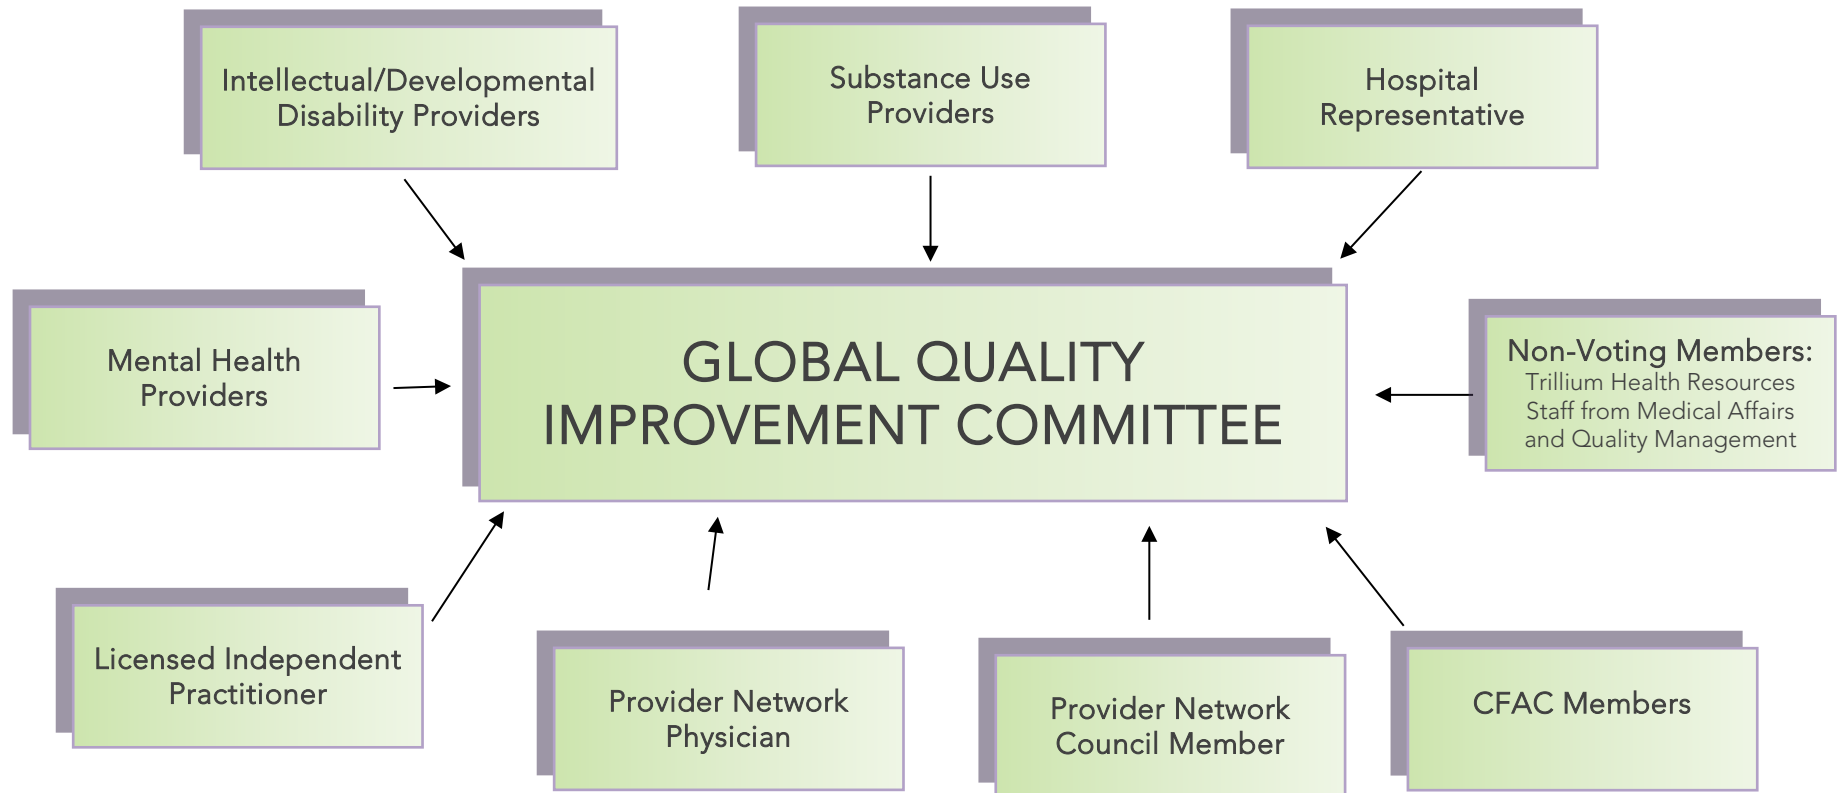 Intellectual/Developmental
Disability Providers
Substance Use
Providers
Hospital
Representative
Mental Health
Providers
GLOBAL QUALITY
IMPROVEMENT COMMITTEE
Non-Voting Members:
Trillium Health Resources
Staff from Medical Affairs
and Quality Management
Licensed Independent
Practitioner
Provider Network
Physician
Provider Network
Council Member
CFAC Members